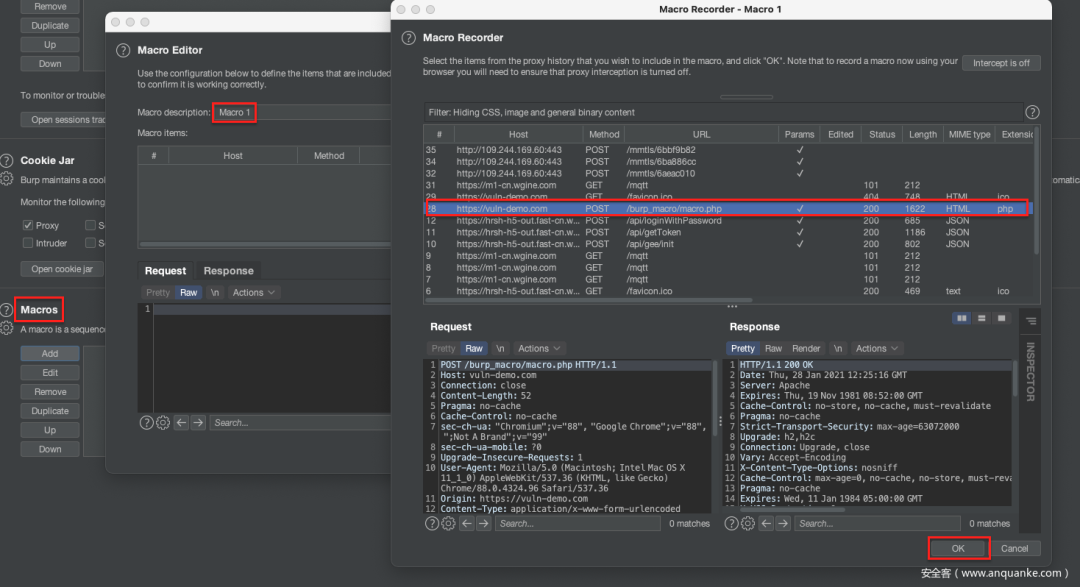 Remove
Duplicate
Up
Down
To monitor or trouble
Open sessions trac
Cookie Jar
Burp maintains a cool
Monitor the following
Proxy
Intruder
Open cookie jar
Macros
A macro is a sequence
Add
Edit
Remove
Duplicate
Up
Down
Macro Editor
Use the configuration below to define the items that are included
to confirm it is working correctly.
Macro description: Macro 1
Macro items:
# Host Method
Request Response
Pretty Raw \n Actions
1
Search...
Macro Recorder - Macro 1
Macro Recorder
Select the items from the proxy history that you wish to include in the macro, and click "OK". Note that to record a macro now using your
browser you will need to ensure that proxy interception is turned off.
Intercept is off
Filter: Hiding CSS, image and general binary content
# Host Method URL Params Edited Status Length MIME type Extensio
35 http://109.244.169.60:443 POST /mmtls/6bbf9b82 ✓
34 http://109.244.169.60:443 POST /mmtls/6ba886cc ✓
32 http://109.244.169.60:443 POST /mmtls/6aeac010 ✓
31 https://m1-cn.wgine.com GET /mqtt 101 212
29 https://vuln-demo.com GET /favicon.ico 404 748 HTML ico
28 https://vuln-demo.com POST /burp_macro/macro.php ✓ 200 1622 HTML php
12 https://hrsh-h5-out.fast-cn.w... POST /api/loginWithPassword ✓ 200 685 JSON
11 https://hrsh-h5-out.fast-cn.w... POST /api/getToken ✓ 200 1186 JSON
10 https://hrsh-h5-out.fast-cn.w... POST /api/gee/init ✓ 200 802 JSON
9 https://m1-cn.wgine.com GET /mqtt 101 212
8 https://m1-cn.wgine.com GET /mqtt 101 212
7 https://m1-cn.wgine.com GET /mqtt 101 212
6 https://hrsh-h5-out.fast-cn.w... GET /favicon.ico 200 469 text ico
Request
Pretty Raw \n Actions
1 POST /burp_macro/macro.php HTTP/1.1
2 Host: vuln-demo.com
3 Connection: close
4 Content-Length: 52
5 Pragma: no-cache
6 Cache-Control: no-cache
7 sec-ch-ua: "Chromium";v="88", "Google Chrome";v="88",
";Not A Brand";v="99"
8 sec-ch-ua-mobile: ?0
9 Upgrade-Insecure-Requests: 1
10 User-Agent: Mozilla/5.0 (Macintosh; Intel Mac OS X
11_1_0) AppleWebKit/537.36 (KHTML, like Gecko)
Chrome/88.0.4324.96 Safari/537.36
11 Origin: https://vuln-demo.com
12 Content-Type: application/x-www-form-urlencoded
Search...
0 matches
Response
Pretty Raw Render \n Actions
1 HTTP/1.1 200 OK
2 Date: Thu, 28 Jan 2021 12:25:16 GMT
3 Server: Apache
4 Expires: Thu, 19 Nov 1981 08:52:00 GMT
5 Cache-Control: no-store, no-cache, must-revalidate
6 Pragma: no-cache
7 Strict-Transport-Security: max-age=63072000
8 Upgrade: h2,h2c
9 Connection: Upgrade, close
10 Vary: Accept-Encoding
11 X-Content-Type-Options: nosniff
12 Cache-Control: max-age=0, no-cache, no-store, must-reva
13 Pragma: no-cache
14 Expires: Wed, 11 Jan 1984 05:00:00 GMT
Search...
0 matches
INSPECTOR
OK
Cancel
omatic
安全客（www.anquanke.com）